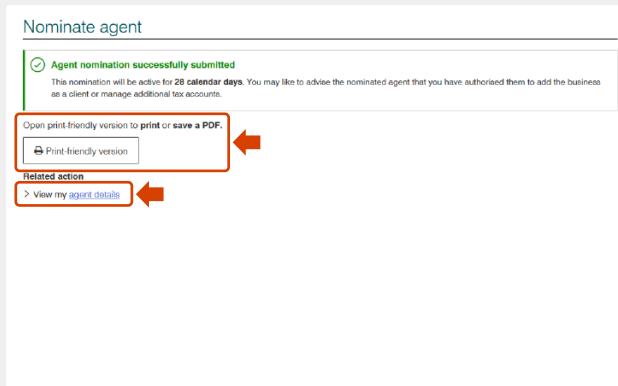 Nominate agent
Agent nomination successfully submitted
This nomination will be active for 28 calendar days. You may like to advise the nominated agent that you have authorised them to add the business
as a client or manage additional tax accounts.
Open print-friendly version to print or save a PDF.
Print-friendly version
Related action
> View my agent details